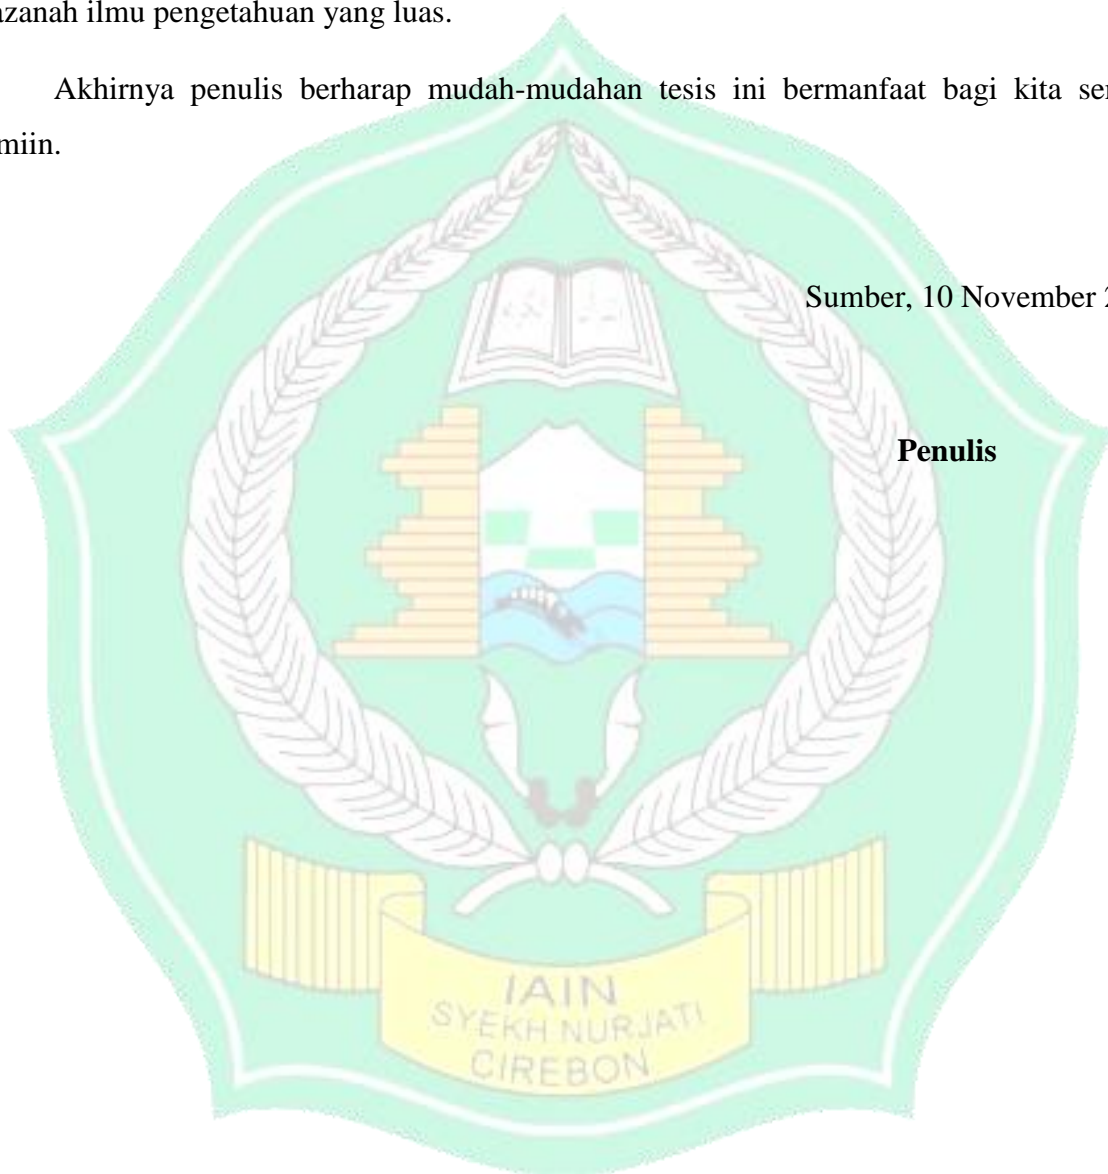 azanah ilmu pengetahuan yang luas.
Akhirnya penulis berharap mudah-mudahan tesis ini bermanfaat bagi kita
miin.
Sumber, 10 November
Penulis
IAIN
SYEKH NURJATI
CIREBON